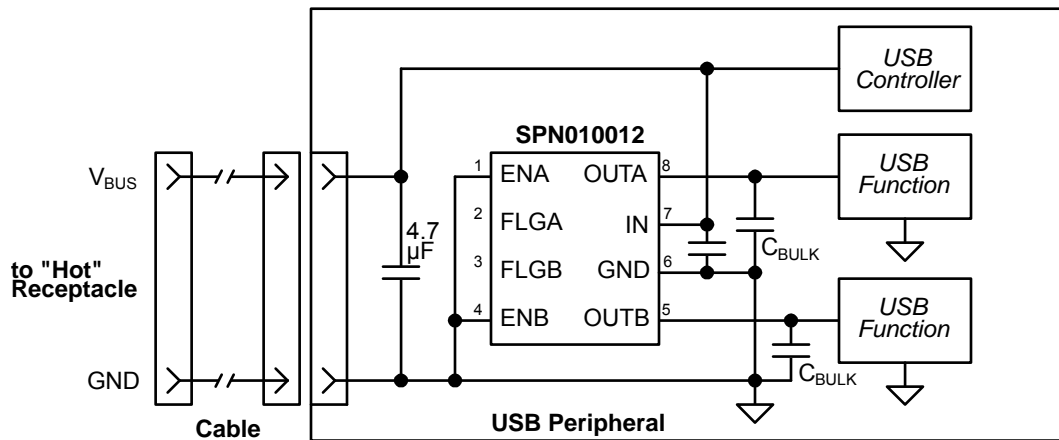 USB
Controller
SPN010012
1 ENA OUTA 8
2 FLGA IN 7
3 FLGB GND 6
4 ENB OUTB 5
USB
Function
VBUS
4.7
µF
CBULK
to "Hot"
Receptacle
USB
Function
GND
CBULK
Cable
USB Peripheral